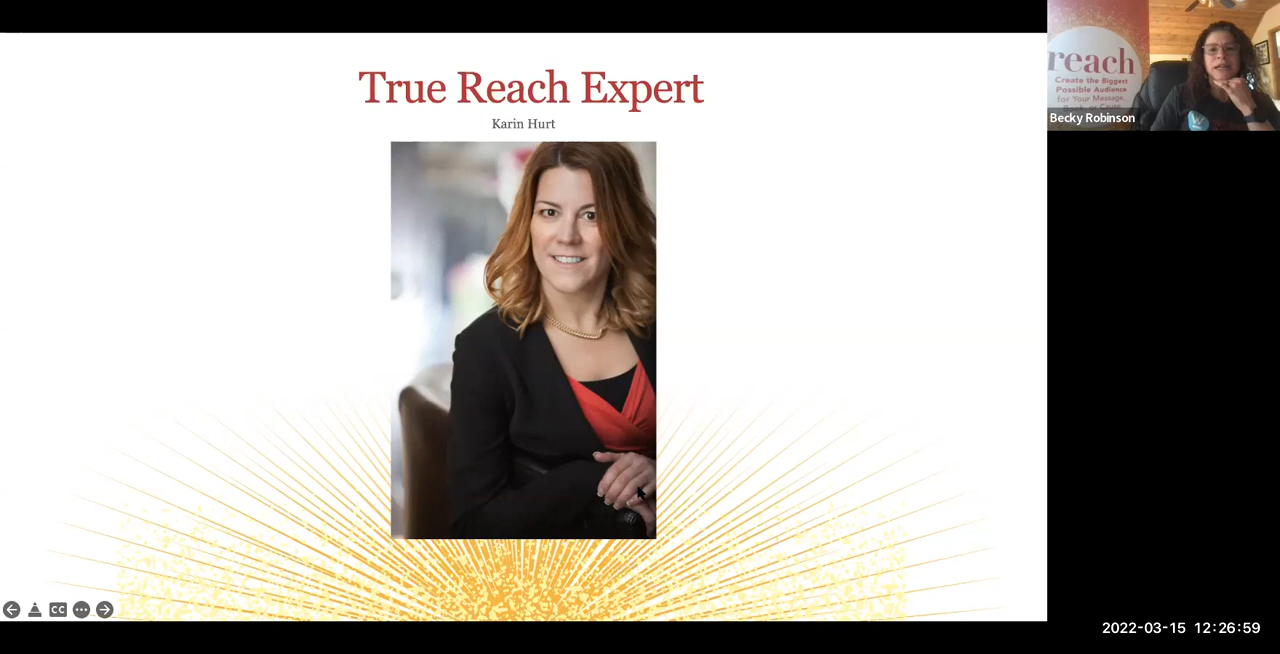 True Reach Expert
Karin Hurt
reach
Create the Biggest
Possible Audience
for Your Message,
Becky Robinson
CC
2022-03-15 12:26:59